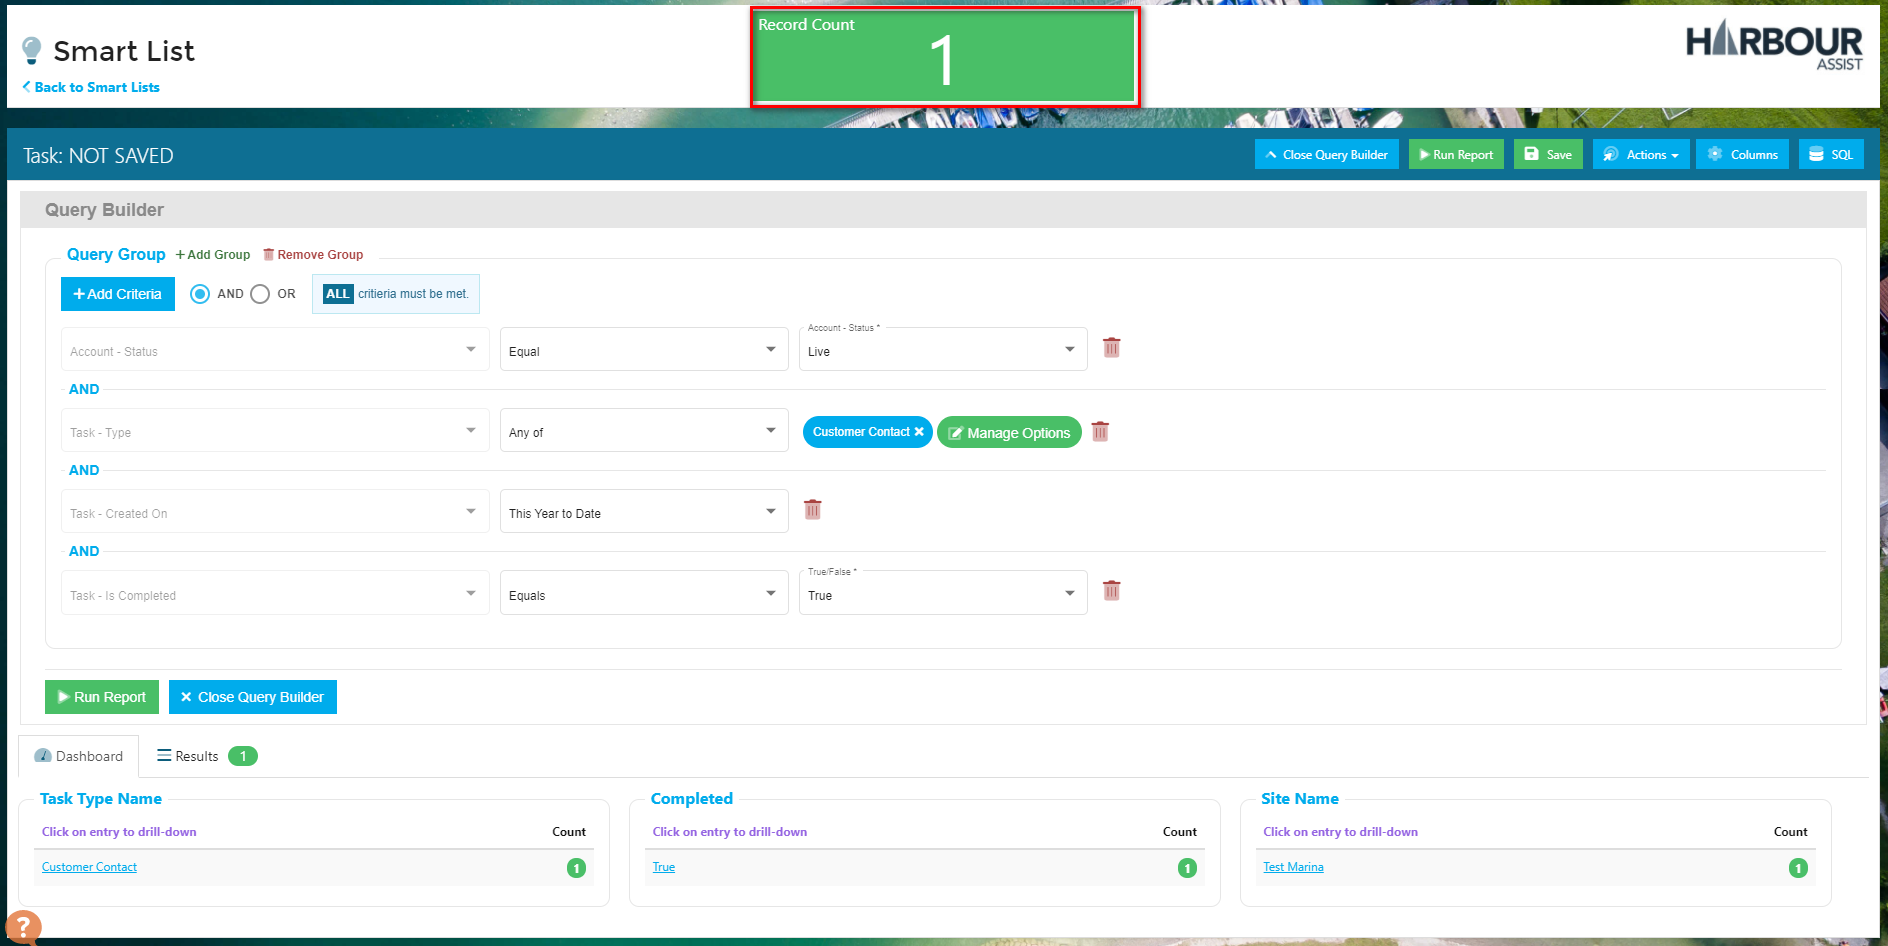 Record Count
1
Smart List
Back to Smart Lists
HARBOUR
ASSIST
Task: NOT SAVED
Close Query Builder
Run Report
Save
Actions
Columns
SQL
Query Builder
Query Group
+ Add Group
Remove Group
+ Add Criteria
AND
OR
ALL critieria must be met.
Account - Status
Equal
Account - Status *
Live
AND
Task - Type
Any of
Customer Contact ×
Manage Options
AND
Task - Created On
This Year to Date
AND
Task - Is Completed
Equals
True/False *
True
Run Report
× Close Query Builder
Dashboard
Results 1
Task Type Name
Click on entry to drill-down Count
Customer Contact 1
Completed
Click on entry to drill-down Count
True 1
Site Name
Click on entry to drill-down Count
Test Marina 1
?